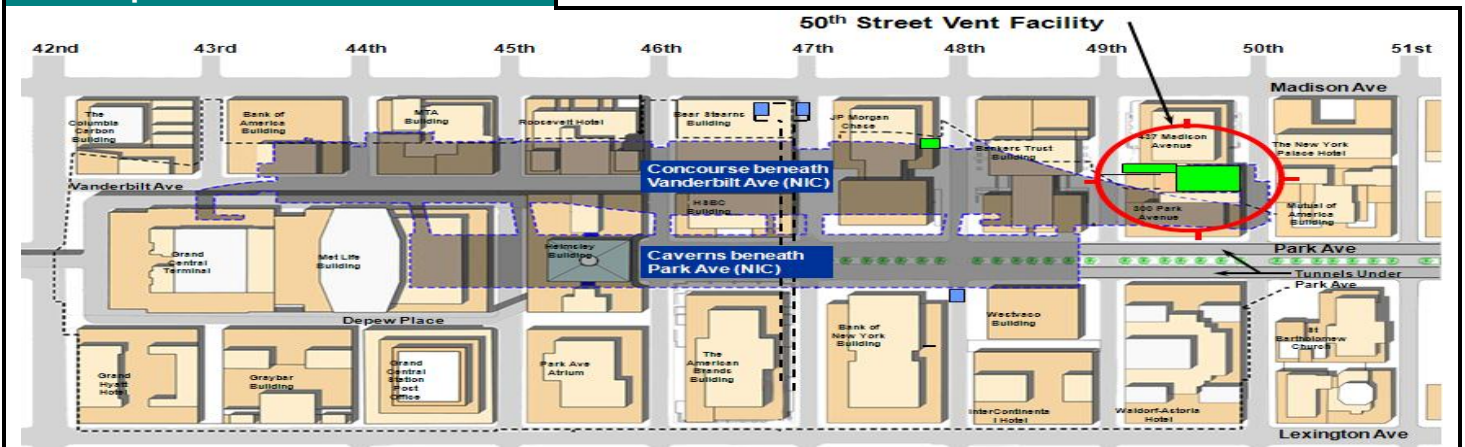 50th Street Vent Facility
42nd 43rd 44th 45th 46th 47th 48th 49th 50th 51st
Madison Ave
The
Columbia
Carbon
Building
Bank of
America
Building
MTA
Building
Roosevelt Hotel
Bear Stearns
Building
JP Morgan
Chase
Bankers Trust
Building
437 Madison
Avenue
The New York
Palace Hotel
Concourse beneath
Vanderbilt Ave (NIC)
Vanderbilt Ave
HSBC
Building
300 Park
Avenue
Mutual of
America
Building
Grand
Central
Terminal
Met Life
Building
Helmsley
Building
Caverns beneath
Park Ave (NIC)
Park Ave
Tunnels Under
Park Ave
Depew Place
Grand
Hyatt
Hotel
Graybar
Building
Grand
Central
Station
Post
Office
Park Ave
Atrium
The
American
Brands
Building
Bank of
New York
Building
Westvaco
Building
InterContinenta
l Hotel
Waldorf-Astoria
Hotel
St
Bartholomew
Church
Lexington Ave